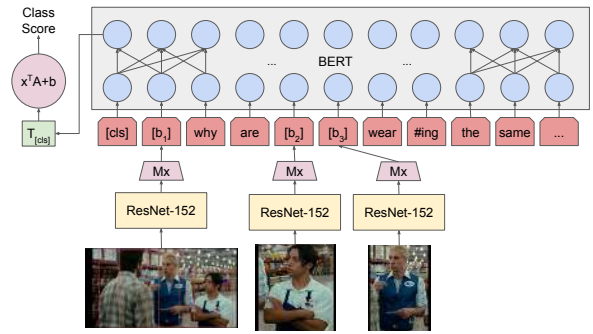 Class
Score
x^T A+b
T[cls]
... BERT ...
[cls] [b1] why are [b2] [b3] wear #ing the same ...
Mx Mx Mx
ResNet-152 ResNet-152 ResNet-152